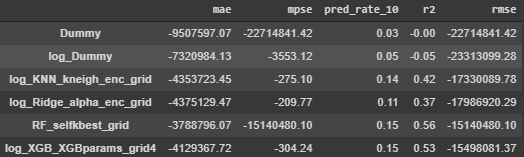 mae mpse pred_rate_10 r2 rmse
Dummy -9507597.07 -22714841.42 0.03 -0.00 -22714841.42
log_Dummy -7320984.13 -3553.12 0.05 -0.05 -23313099.28
log_KNN_kneigh_enc_grid -4353723.45 -275.10 0.14 0.42 -17330089.78
log_Ridge_alpha_enc_grid -4375129.47 -209.77 0.11 0.37 -17986920.29
RF_selfkbest_grid -3788796.07 -15140480.10 0.15 0.56 -15140480.10
log_XGB_XGBparams_grid4 -4129367.72 -304.24 0.15 0.53 -15498081.37